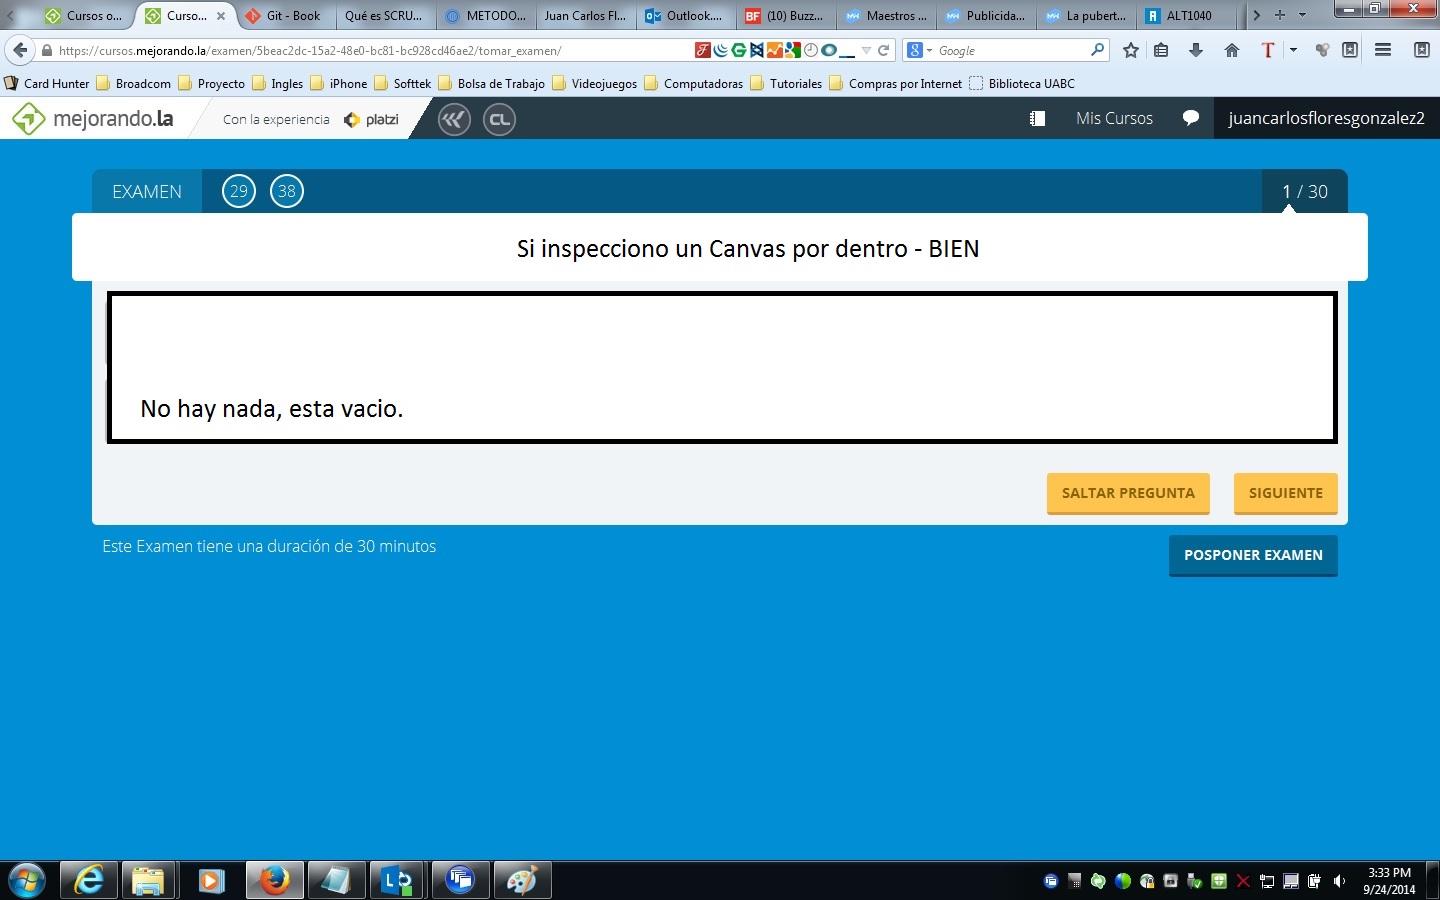 Cursos o...
Curso...
Git - Book
Qué es SCRU...
METODO...
Juan Carlos Fl...
Outlook....
(10) Buzz...
Maestros ...
Publicida...
La pubert...
ALT1040
https://cursos.mejorando.la/examen/5beac2dc-15a2-48e0-bc81-bc928cd46ae2/tomar_examen/
Google
Card Hunter
Broadcom
Proyecto
Ingles
iPhone
Softtek
Bolsa de Trabajo
Videojuegos
Computadoras
Tutoriales
Compras por Internet
Biblioteca UABC
mejorando.la
Con la experiencia
platzi
CL
Mis Cursos
juancarlosfloresgonzalez2
EXAMEN
29
38
1 / 30
Si inspecciono un Canvas por dentro - BIEN
No hay nada, esta vacio.
SALTAR PREGUNTA
SIGUIENTE
Este Examen tiene una duración de 30 minutos
POSPONER EXAMEN
3:33 PM
9/24/2014